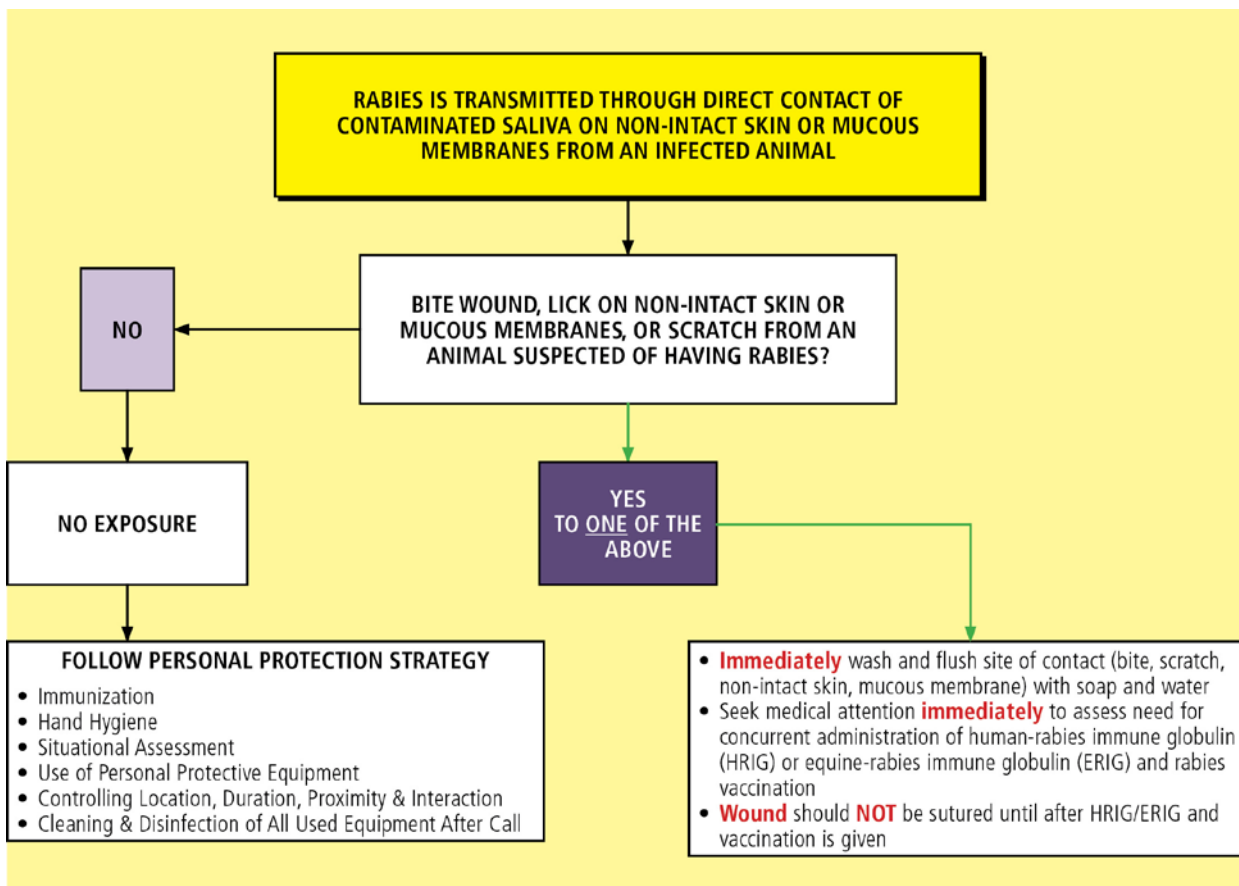 RABIES IS TRANSMITTED THROUGH DIRECT CONTACT OF
CONTAMINATED SALIVA ON NON-INTACT SKIN OR MUCOUS
MEMBRANES FROM AN INFECTED ANIMAL
BITE WOUND, LICK ON NON-INTACT SKIN OR
MUCOUS MEMBRANES, OR SCRATCH FROM AN
ANIMAL SUSPECTED OF HAVING RABIES?
NO
NO EXPOSURE
YES
TO ONE OF THE
ABOVE
FOLLOW PERSONAL PROTECTION STRATEGY
• Immunization
• Hand Hygiene
• Situational Assessment
• Use of Personal Protective Equipment
• Controlling Location, Duration, Proximity & Interaction
• Cleaning & Disinfection of All Used Equipment After Call
• Immediately wash and flush site of contact (bite, scratch,
non-intact skin, mucous membrane) with soap and water
• Seek medical attention immediately to assess need for
concurrent administration of human-rabies immune globulin
(HRIG) or equine-rabies immune globulin (ERIG) and rabies
vaccination
• Wound should NOT be sutured until after HRIG/ERIG and
vaccination is given